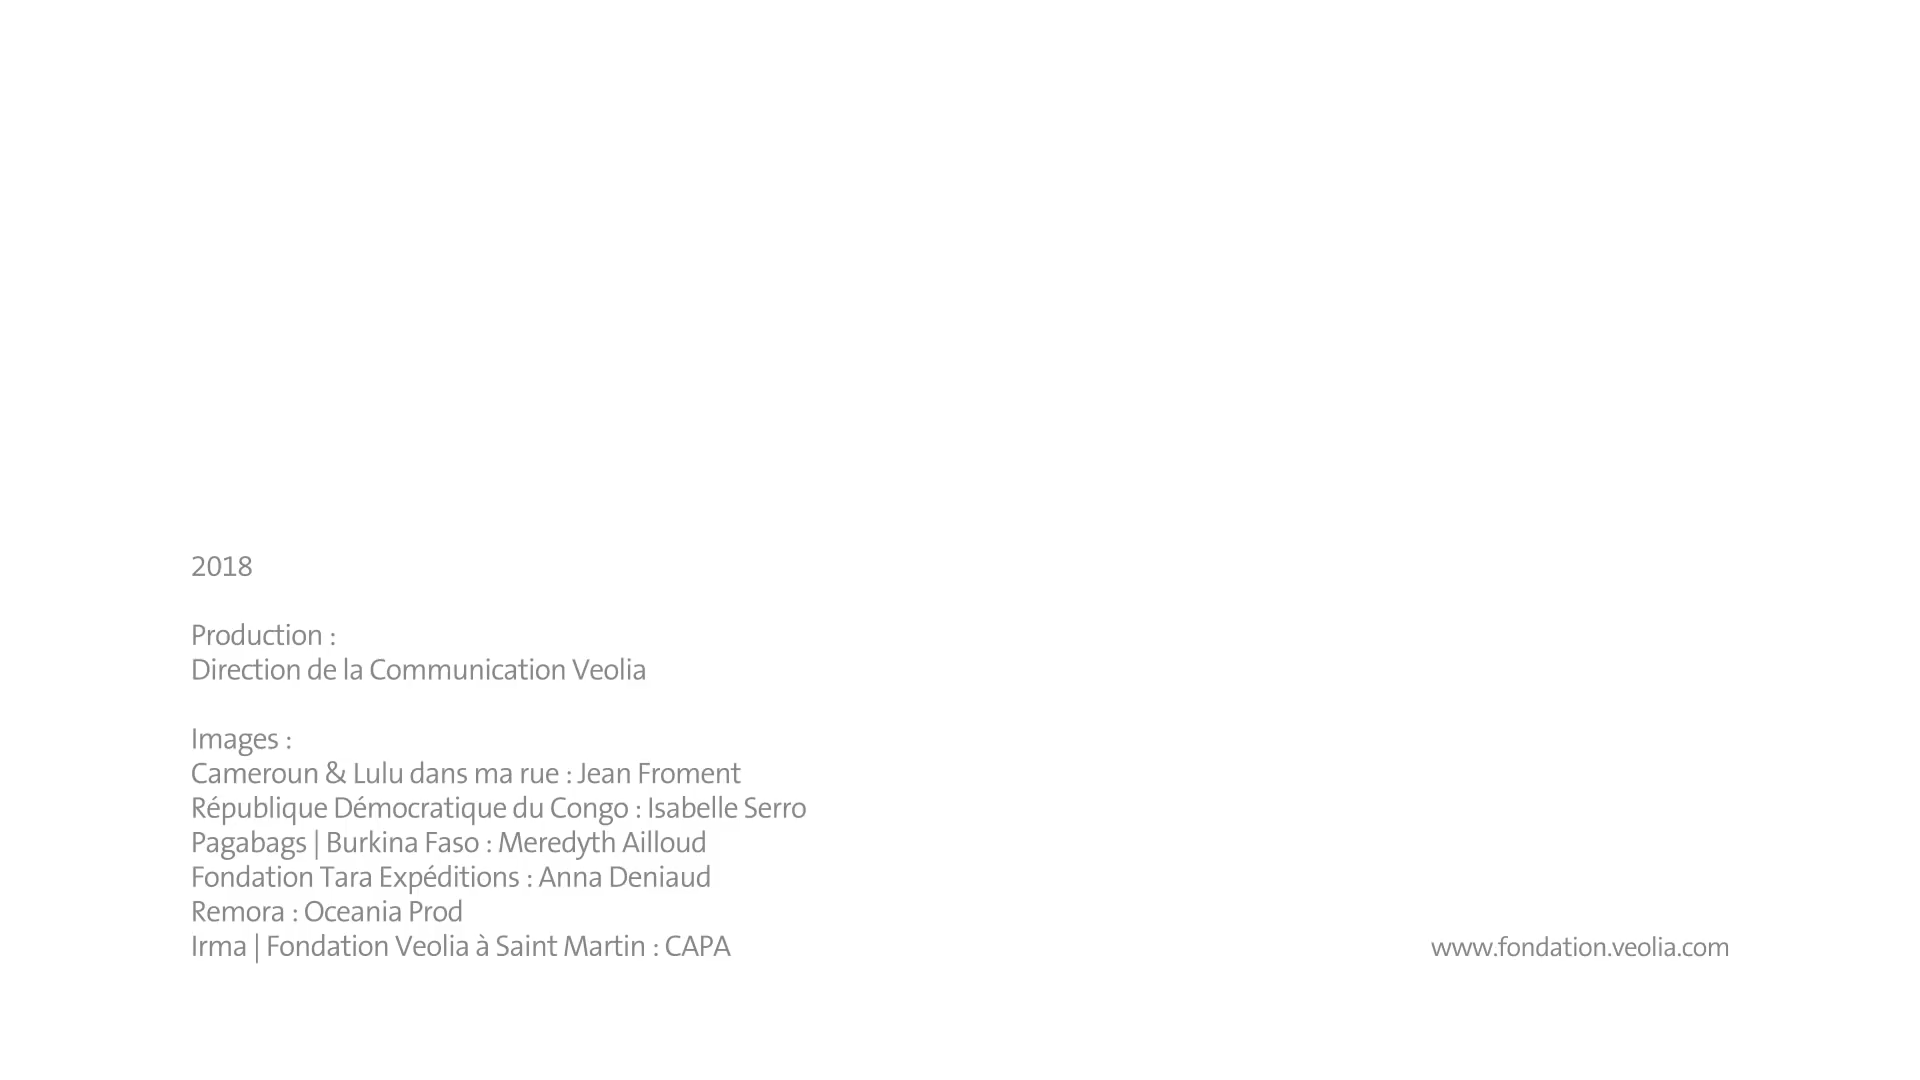 2018
Production :
Direction de la Communication Veolia
Images :
Cameroun & Lulu dans ma rue : Jean Froment
République Démocratique du Congo : Isabelle Serro
Pagabags | Burkina Faso : Meredyth Ailloud
Fondation Tara Expéditions : Anna Deniaud
Remora : Oceania Prod
Irma | Fondation Veolia à Saint Martin : CAPA
www.fondation.veolia.com